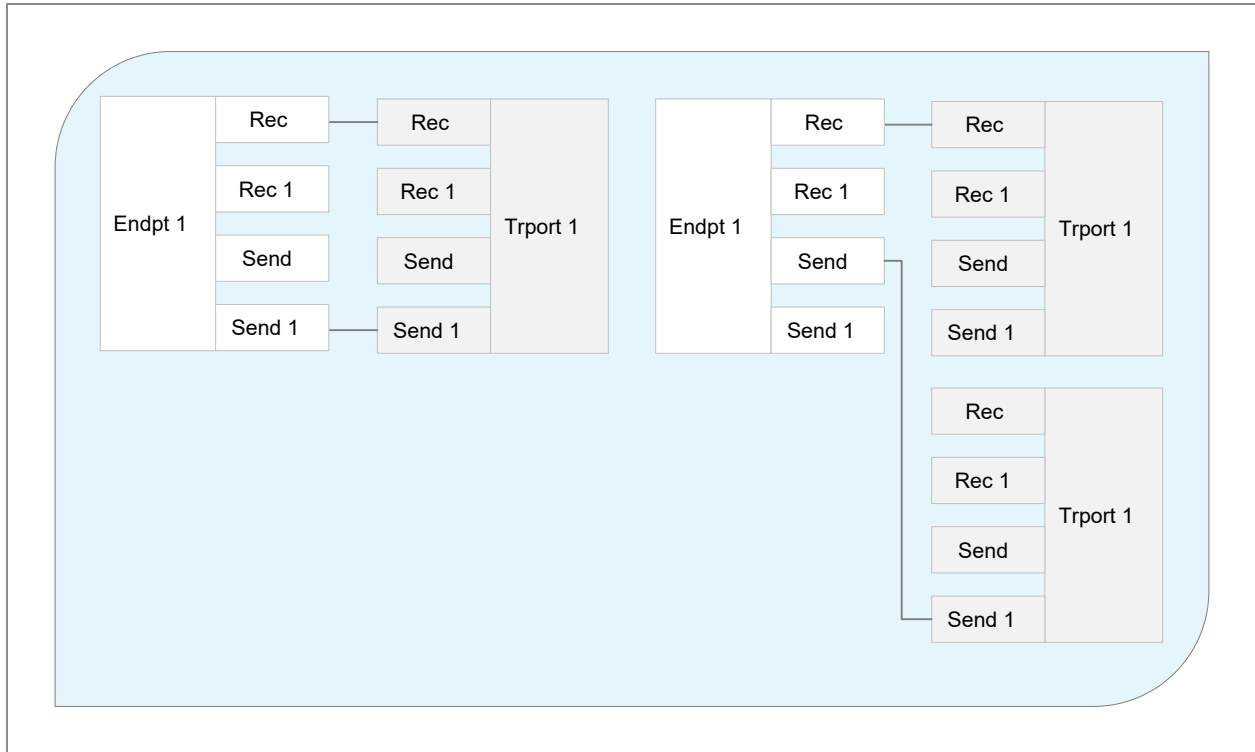 Endpt 1
Rec
Rec 1
Send
Send 1
Rec
Rec 1
Send
Send 1
Trport 1
Endpt 1
Rec
Rec 1
Send
Send 1
Rec
Rec 1
Send
Send 1
Trport 1
Rec
Rec 1
Send
Send 1
Trport 1